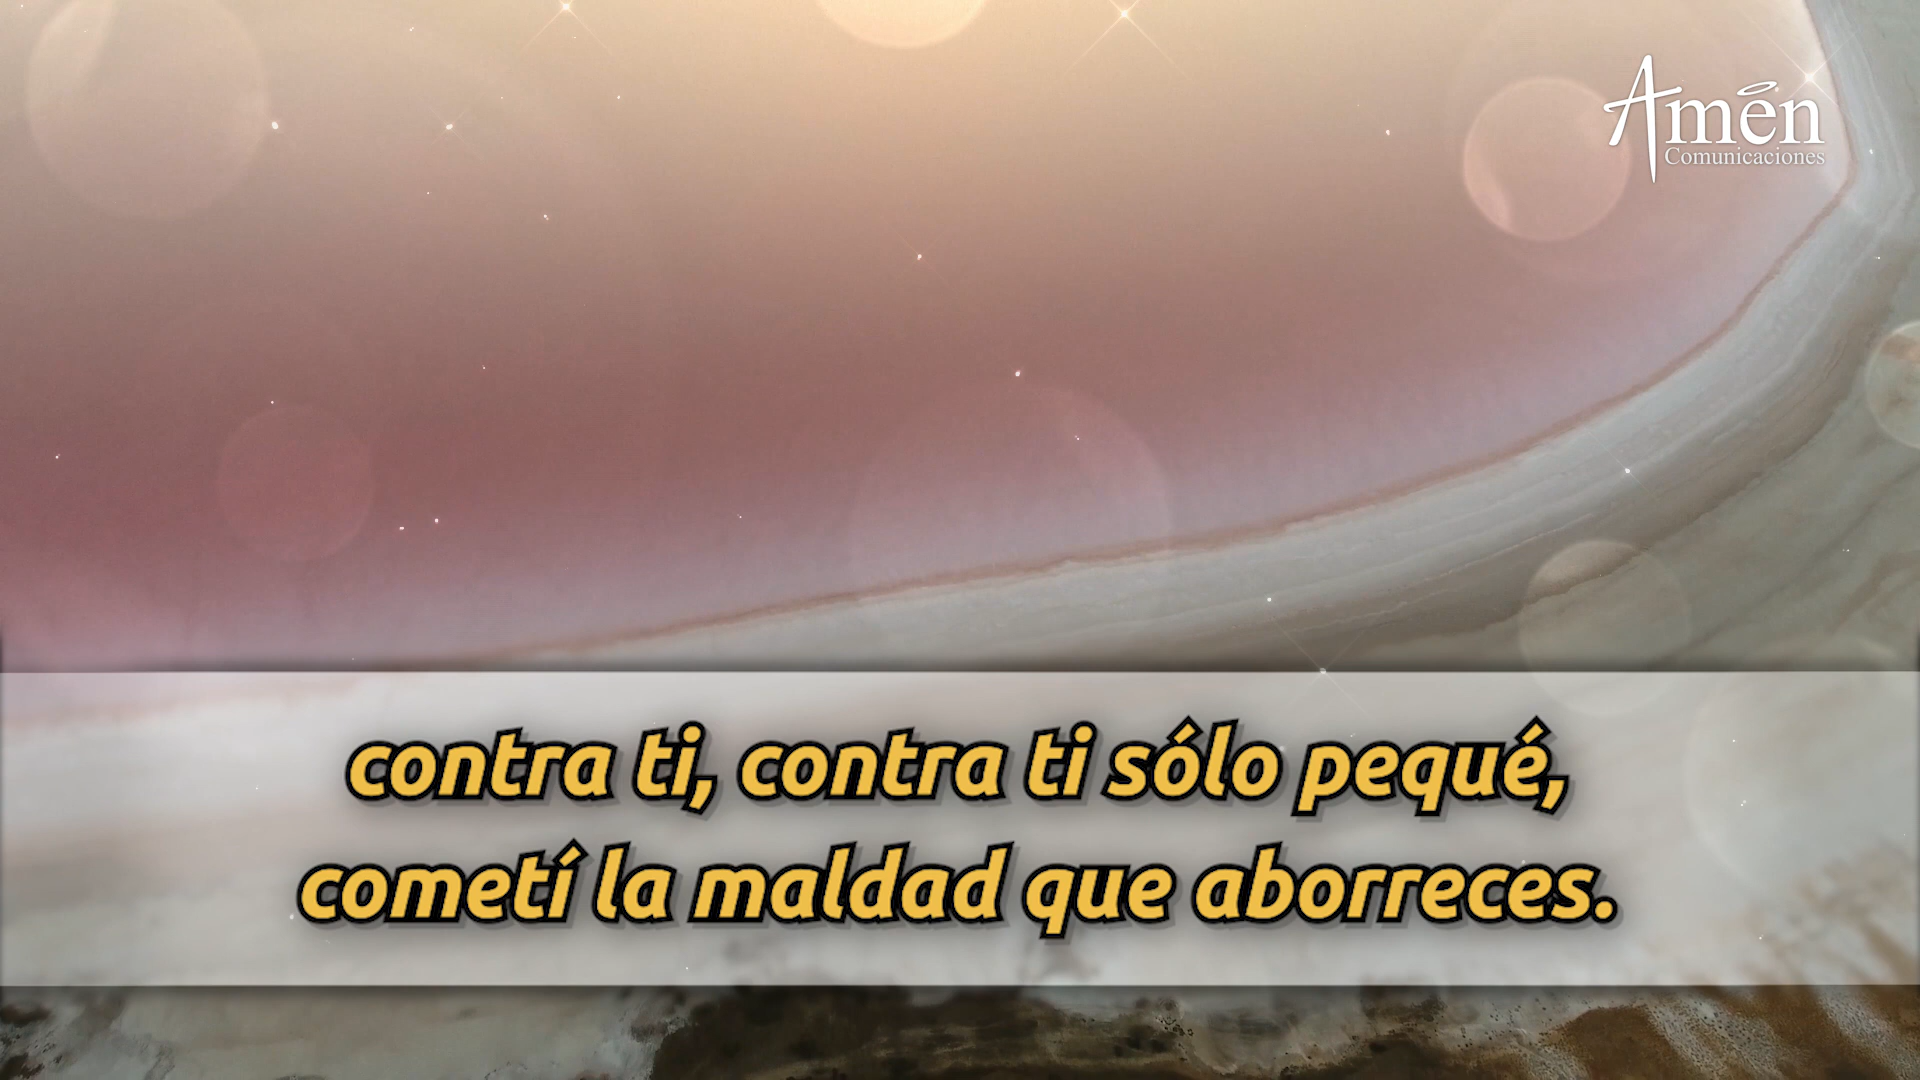 Amén
Comunicaciones
contra ti, contra ti sólo pequé,
cometí la maldad que aborreces.